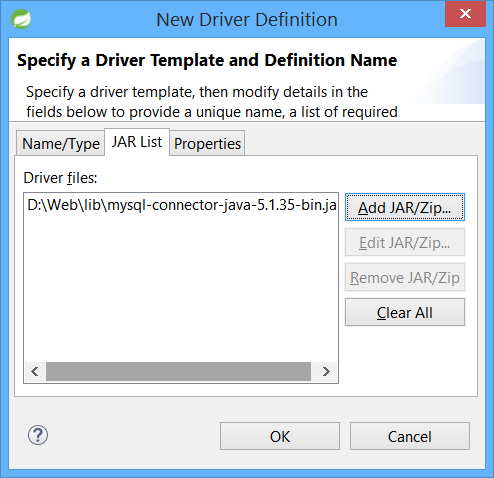 New Driver Definition
Specify a Driver Template and Definition Name
Specify a driver template, then modify details in the
fields below to provide a unique name, a list of required
Name/Type JAR List Properties
Driver files:
D:\Web\lib\mysql-connector-java-5.1.35-bin.ja
Add JAR/Zip...
Edit JAR/Zip...
Remove JAR/Zip
Clear All
OK Cancel